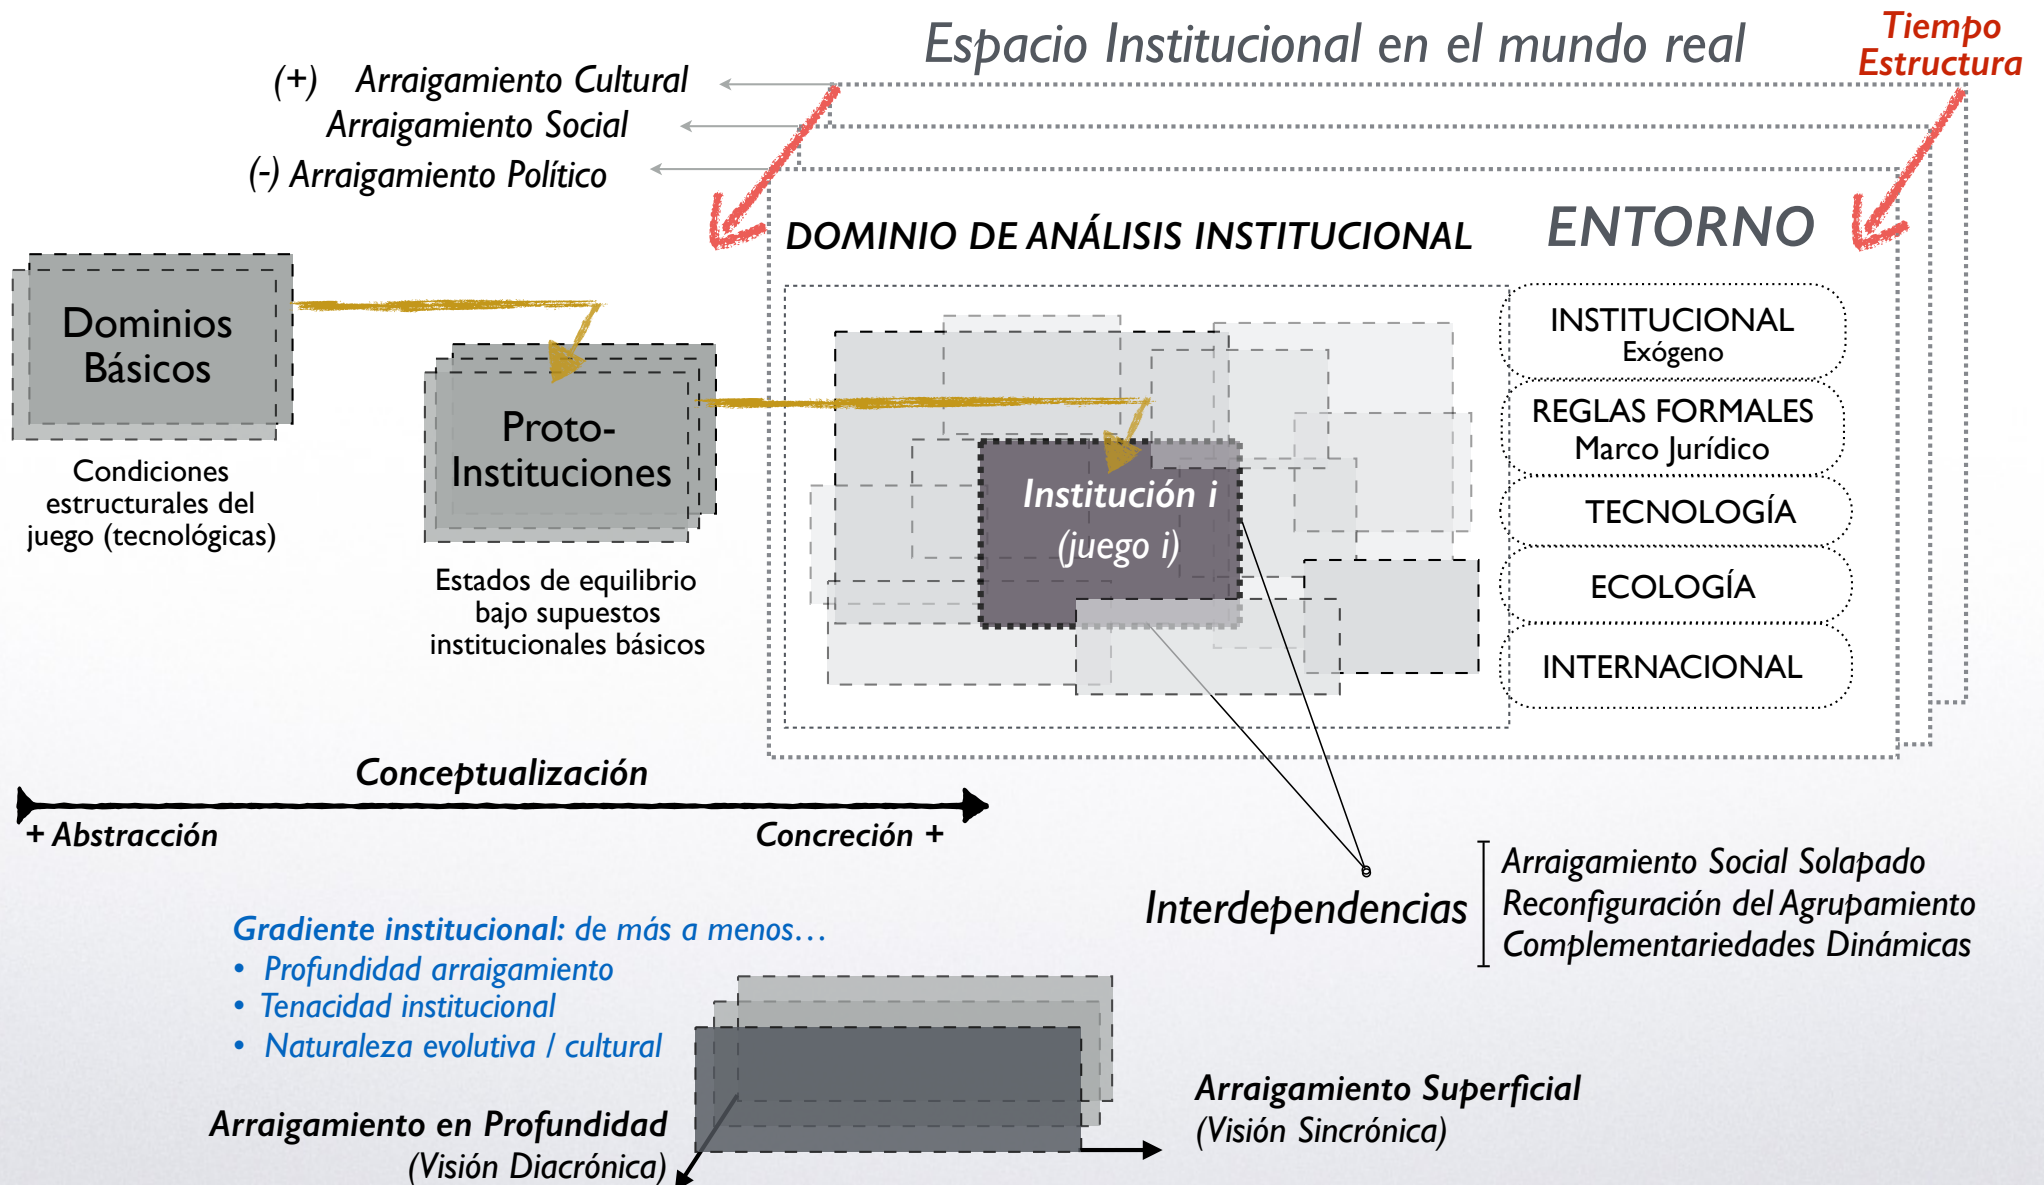 Espacio Institucional en el mundo real
Tiempo
Estructura
(+) Arraigamiento Cultural
Arraigamiento Social
(-) Arraigamiento Político
DOMINIO DE ANÁLISIS INSTITUCIONAL
ENTORNO
Dominios
Básicos
Condiciones
estructurales del
juego (tecnológicas)
Proto-
Instituciones
Estados de equilibrio
bajo supuestos
institucionales básicos
Institución i
(juego i)
INSTITUCIONAL
Exógeno
REGLAS FORMALES
Marco Jurídico
TECNOLOGÍA
ECOLOGÍA
INTERNACIONAL
Conceptualización
+ Abstracción
Concreción +
Interdependencias
Arraigamiento Social Solapado
Reconfiguración del Agrupamiento
Complementariedades Dinámicas
Gradiente institucional: de más a menos…
• Profundidad arraigamiento
• Tenacidad institucional
• Naturaleza evolutiva / cultural
Arraigamiento en Profundidad
(Visión Diacrónica)
Arraigamiento Superficial
(Visión Sincrónica)